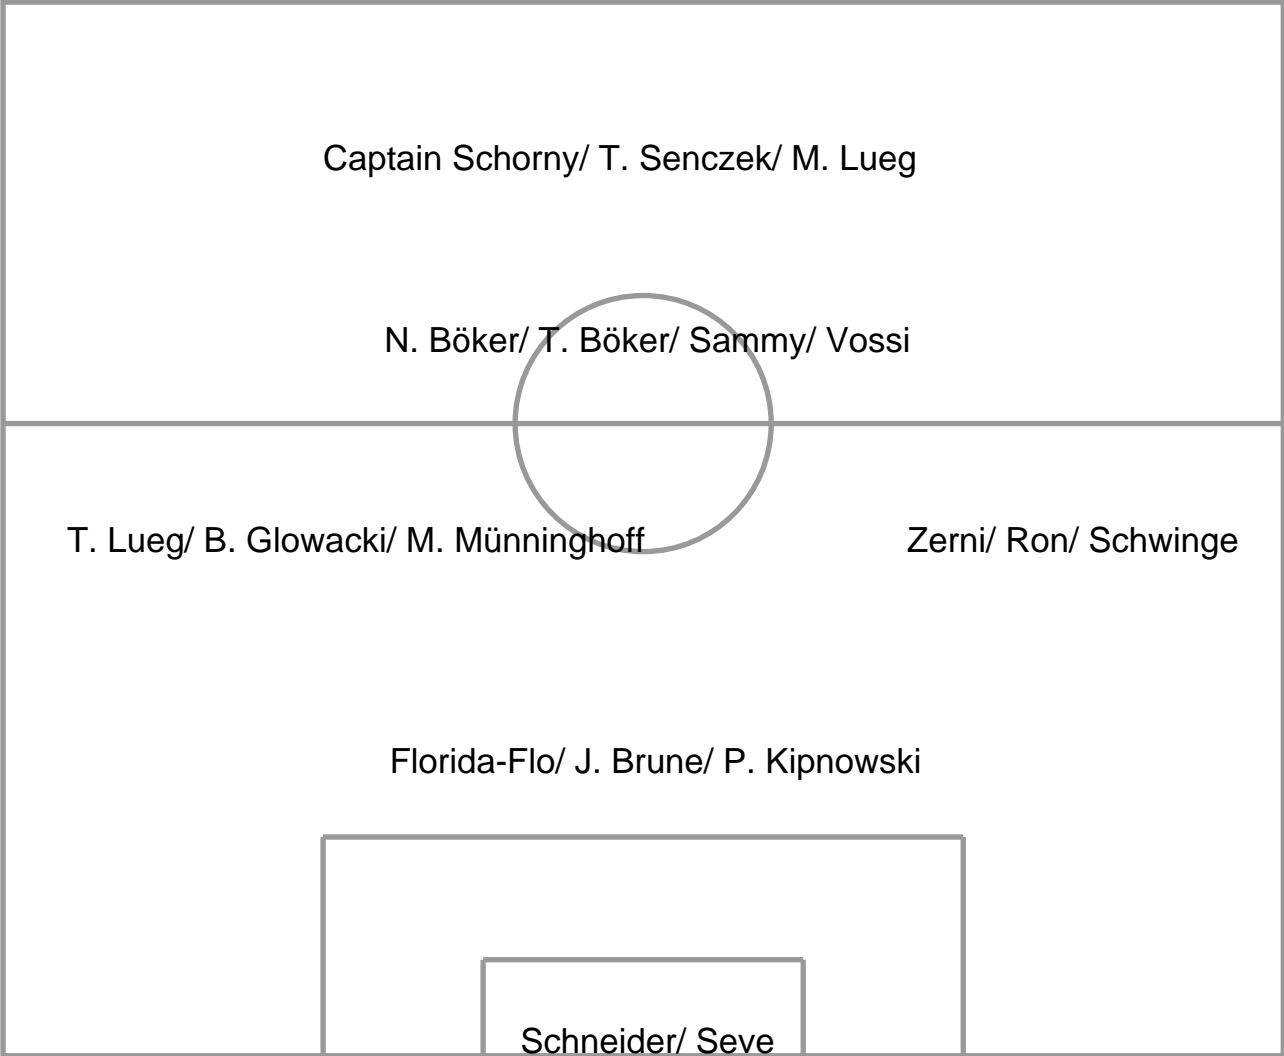 Captain Schorny/ T. Senczek/ M. Lueg
N. Böker/ T. Böker/ Sammy/ Vossi
T. Lueg/ B. Glowacki/ M. Münninghoff
Zerni/ Ron/ Schwinge
Florida-Flo/ J. Brune/ P. Kipnowski
Schneider/ Seve